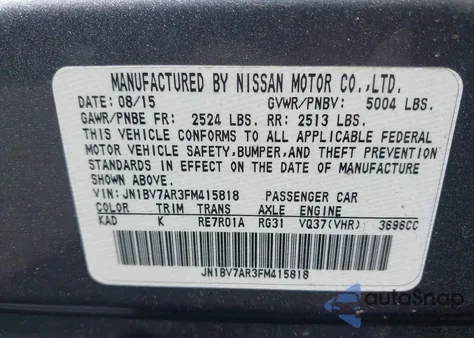 MANUFACTURED BY NISSAN MOTOR CO.,LTD.
DATE: 08/15 GVWR/PNBV: 5004 LBS.
GAWR/PNBE FR: 2524 LBS. RR: 2513 LBS.
THIS VEHICLE CONFORMS TO ALL APPLICABLE FEDERAL
MOTOR VEHICLE SAFETY,BUMPER,AND THEFT PREVENTION
STANDARDS IN EFFECT ON THE DATE OF MANUFACTURE
SHOWN ABOVE.
VIN: JN1BV7AR3FM415818 PASSENGER CAR
COLOR TRIM TRANS AXLE ENGINE
KAD K RE7R01A RG31 VQ37(VHR) 3696CC
JN1BV7AR3FM415818
autoSnap